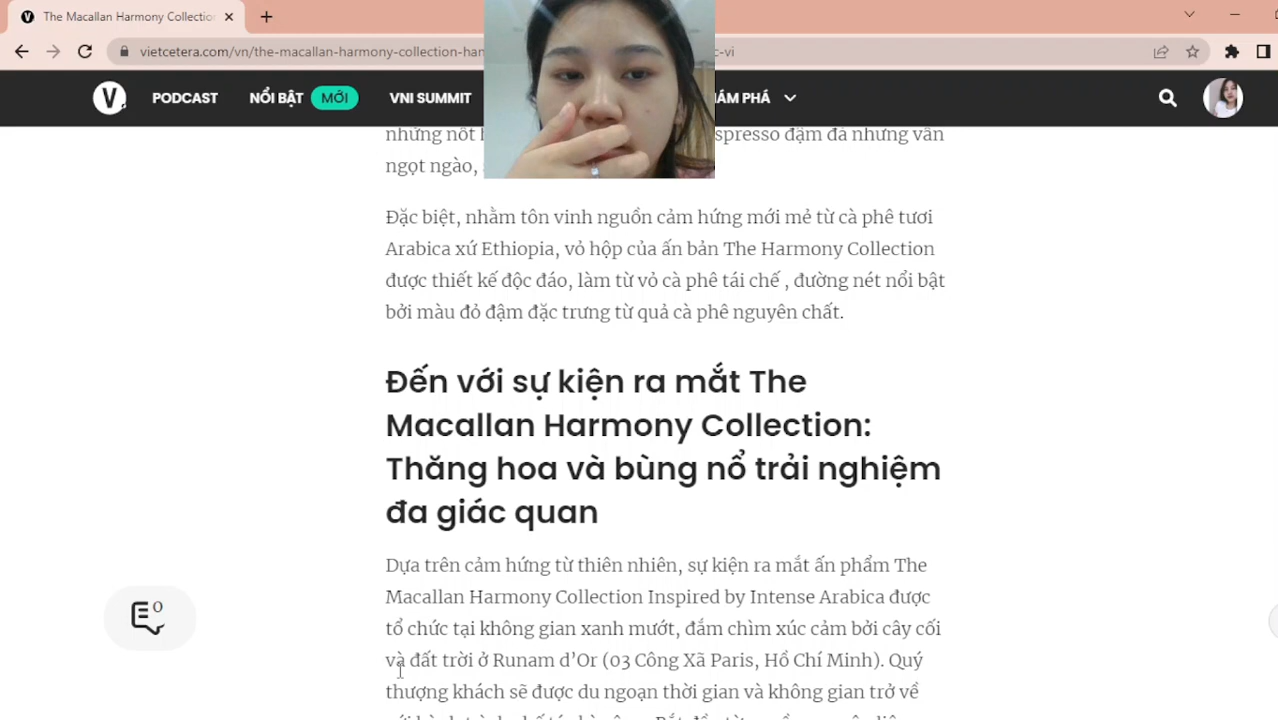 The Macallan Harmony Collectio
vietcetera.com/vn/the-macallan-harmony-collection-han
c-vi
V. PODCAST NỔI BẬT MỚI VNI SUMMIT
ÁM PHÁ
những nốt
spresso đậm đà nhưng vẫn
ngọt ngào,
Đặc biệt, nhằm tôn vinh nguồn cảm hứng mới mẻ từ cà phê tươi
Arabica xứ Ethiopia, vỏ hộp của ấn bản The Harmony Collection
được thiết kế độc đáo, làm từ vỏ cà phê tái chế , đường nét nổi bật
bởi màu đỏ đậm đặc trưng từ quả cà phê nguyên chất.
Đến với sự kiện ra mắt The
Macallan Harmony Collection:
Thăng hoa và bùng nổ trải nghiệm
đa giác quan
Dựa trên cảm hứng từ thiên nhiên, sự kiện ra mắt ấn phẩm The
Macallan Harmony Collection Inspired by Intense Arabica được
tổ chức tại không gian xanh mướt, đắm chìm xúc cảm bởi cây cối
và đất trời ở Runam d’Or (03 Công Xã Paris, Hồ Chí Minh). Quý
thượng khách sẽ được du ngoạn thời gian và không gian trở về
0